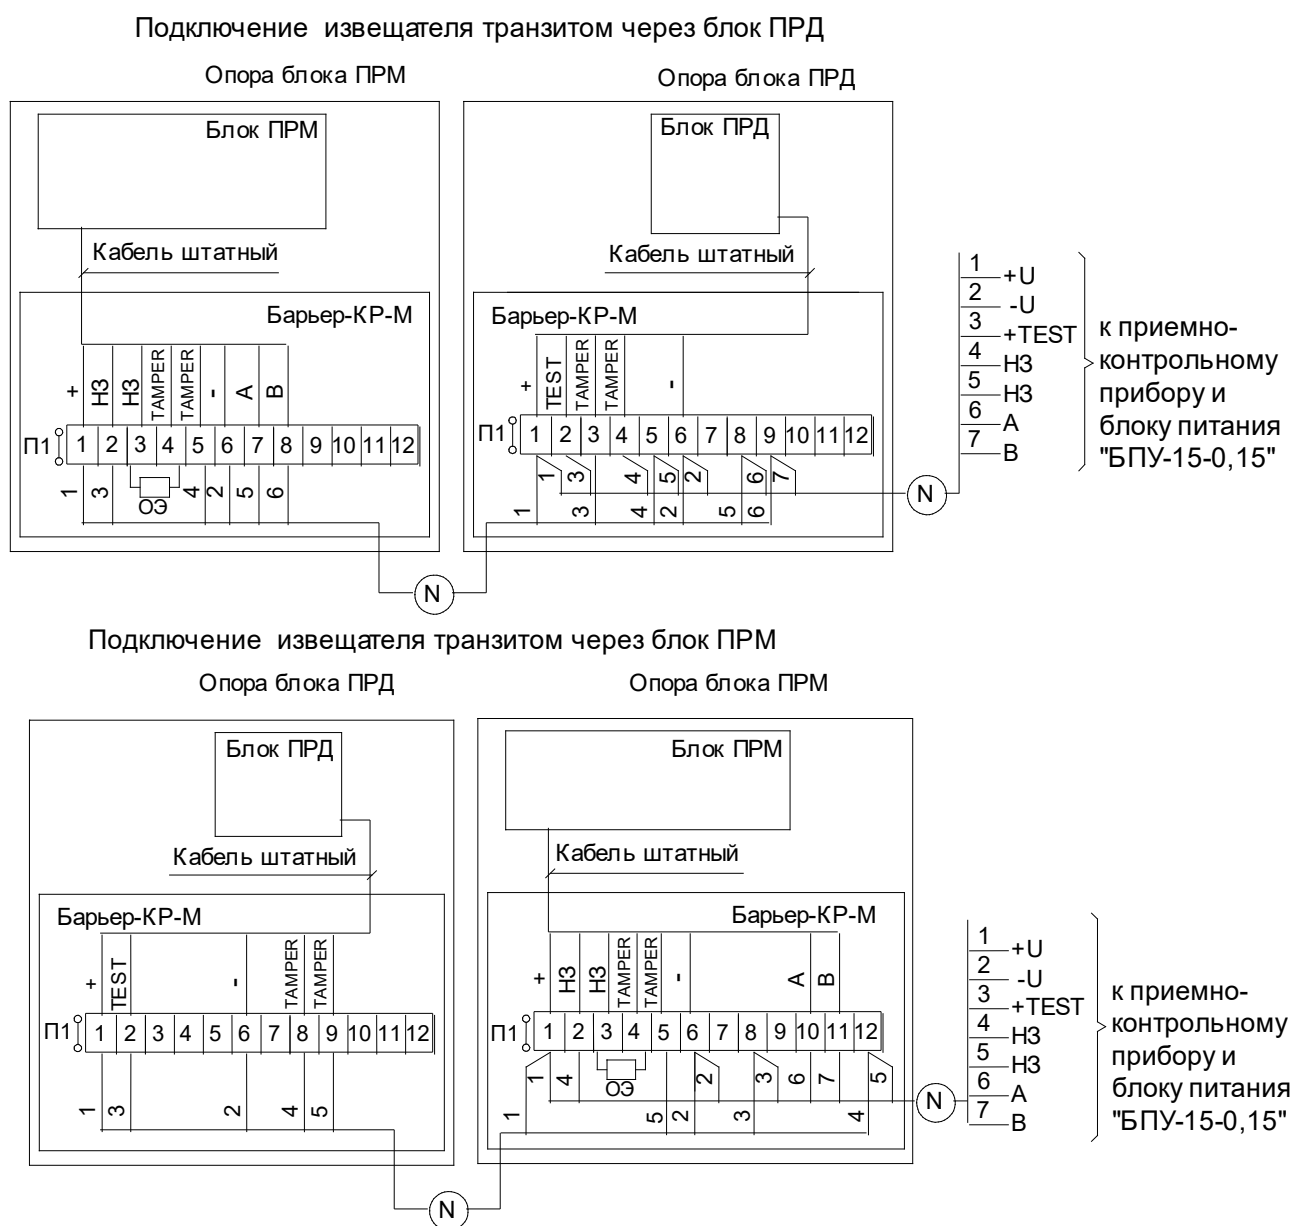 Подключение извещателя транзитом через блок ПРД
Опора блока ПРМ
Блок ПРМ
Кабель штатный
Барьер-КР-М
+ НЗ НЗ TAMPER TAMPER - А В
П1 1 2 3 4 5 6 7 8 9 10 11 12
1 3 ОЭ 4 2 5 6
Опора блока ПРД
Блок ПРД
Кабель штатный
Барьер-КР-М
+ TEST TAMPER TAMPER -
П1 1 2 3 4 5 6 7 8 9 10 11 12
1 3 4 5 2 6 7
1 3 4 2 5 6
N
N
1 +U
2 -U
3 +TEST
4 НЗ
5 НЗ
6 А
7 В
к приемно-
контрольному
прибору и
блоку питания
"БПУ-15-0,15"
Подключение извещателя транзитом через блок ПРМ
Опора блока ПРД
Блок ПРД
Кабель штатный
Барьер-КР-М
+ TEST - TAMPER TAMPER
П1 1 2 3 4 5 6 7 8 9 10 11 12
1 3 2 4 5
Опора блока ПРМ
Блок ПРМ
Кабель штатный
Барьер-КР-М
+ НЗ НЗ TAMPER TAMPER - А В
П1 1 2 3 4 5 6 7 8 9 10 11 12
1 4 ОЭ 2 3 6 7 5
1 5 2 3 4
N
N
1 +U
2 -U
3 +TEST
4 НЗ
5 НЗ
6 А
7 В
к приемно-
контрольному
прибору и
блоку питания
"БПУ-15-0,15"